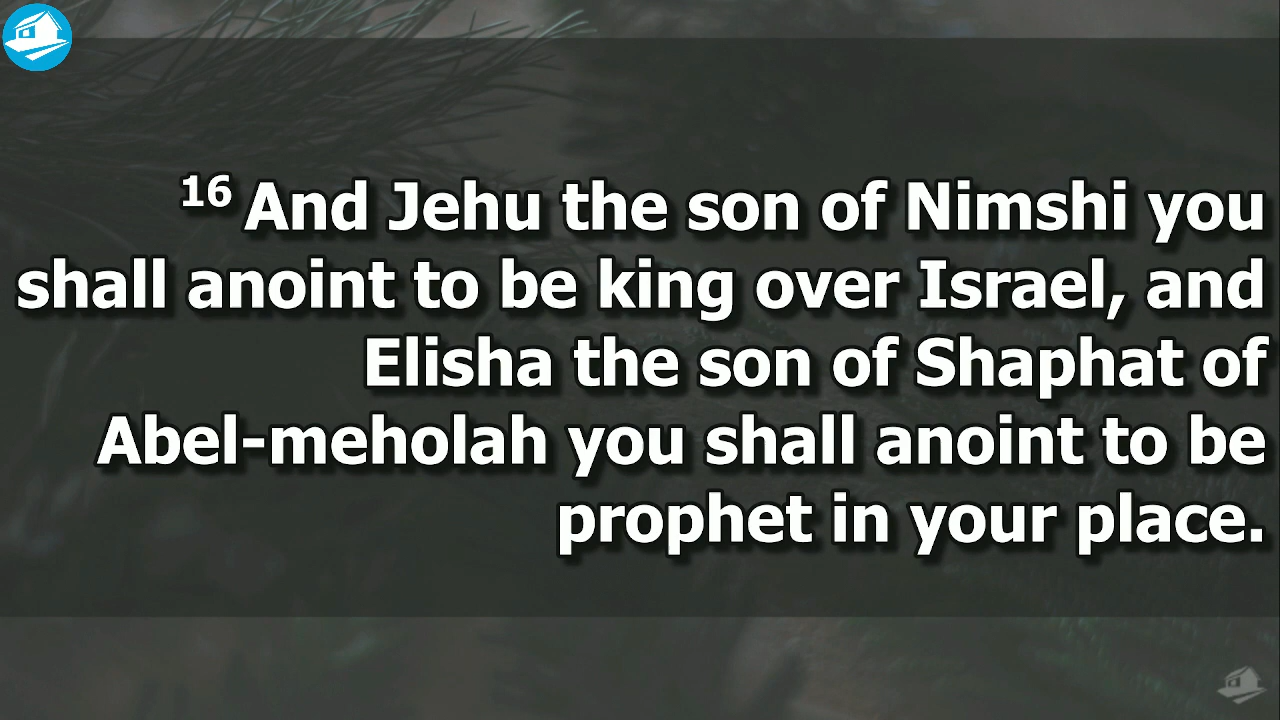 16 And Jehu the son of Nimshi you
shall anoint to be king over Israel, and
Elisha the son of Shaphat of
Abel-meholah you shall anoint to be
prophet in your place.